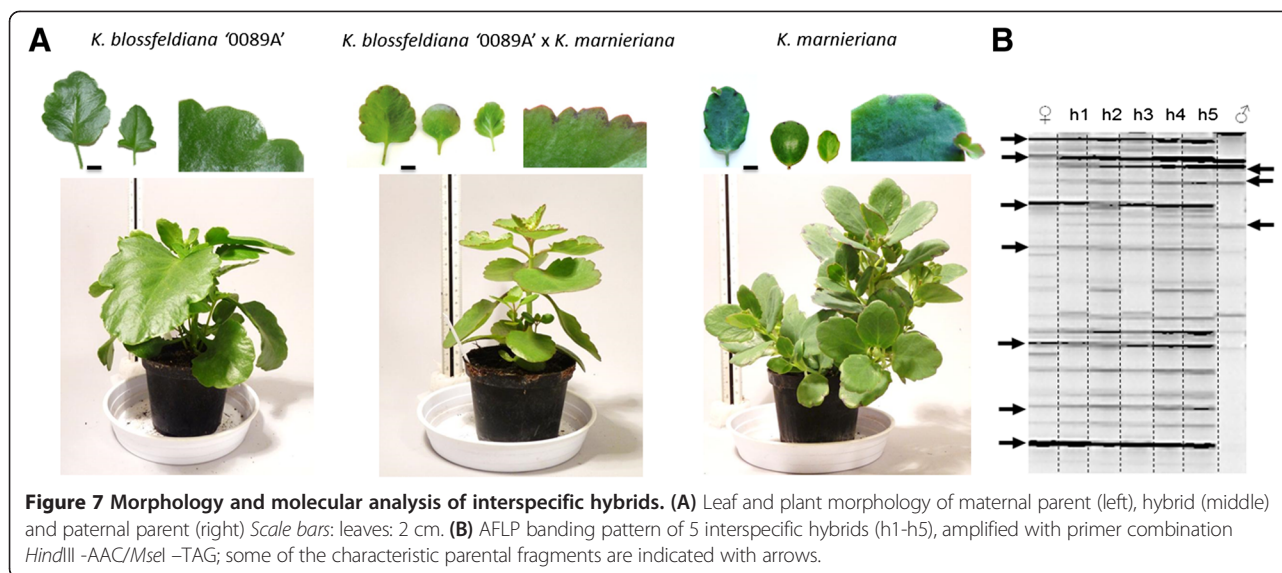 A
K. blossfeldiana ‘0089A’
K. blossfeldiana ‘0089A’ x K. marnieriana
K. marnieriana
B
♀ h1 h2 h3 h4 h5 ♂
Figure 7 Morphology and molecular analysis of interspecific hybrids. (A) Leaf and plant morphology of maternal parent (left), hybrid (middle)
and paternal parent (right) Scale bars: leaves: 2 cm. (B) AFLP banding pattern of 5 interspecific hybrids (h1-h5), amplified with primer combination
HindIII -AAC/MseI –TAG; some of the characteristic parental fragments are indicated with arrows.